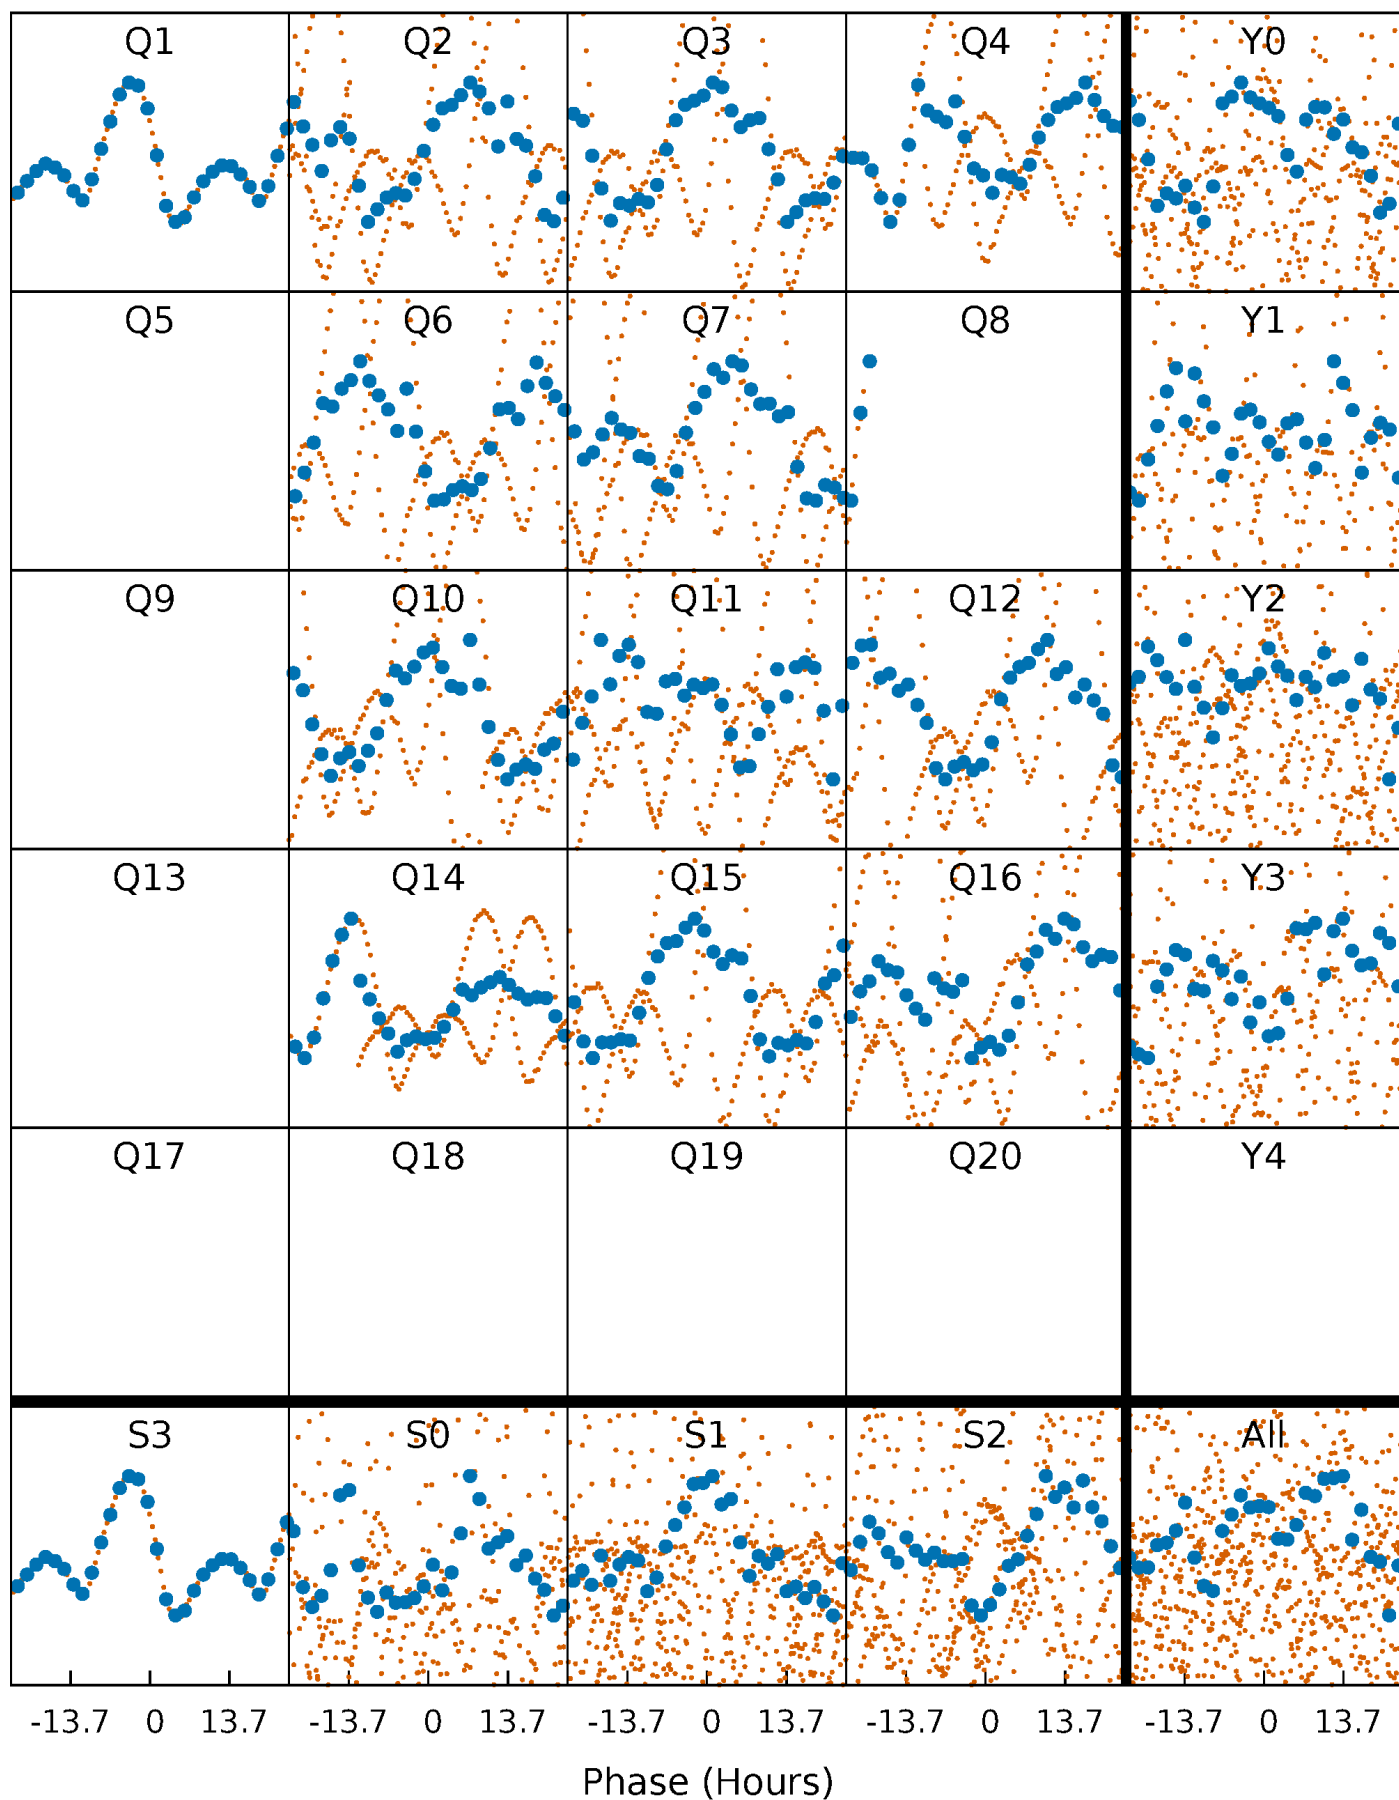 Q1 Q2 Q3 Q4 Y0
Q5 Q6 Q7 Q8 Y1
Q9 Q10 Q11 Q12 Y2
Q13 Q14 Q15 Q16 Y3
Q17 Q18 Q19 Q20 Y4
S3 S0 S1 S2 All
-13.7 0 13.7 -13.7 0 13.7 -13.7 0 13.7 -13.7 0 13.7 -13.7 0 13.7
Phase (Hours)